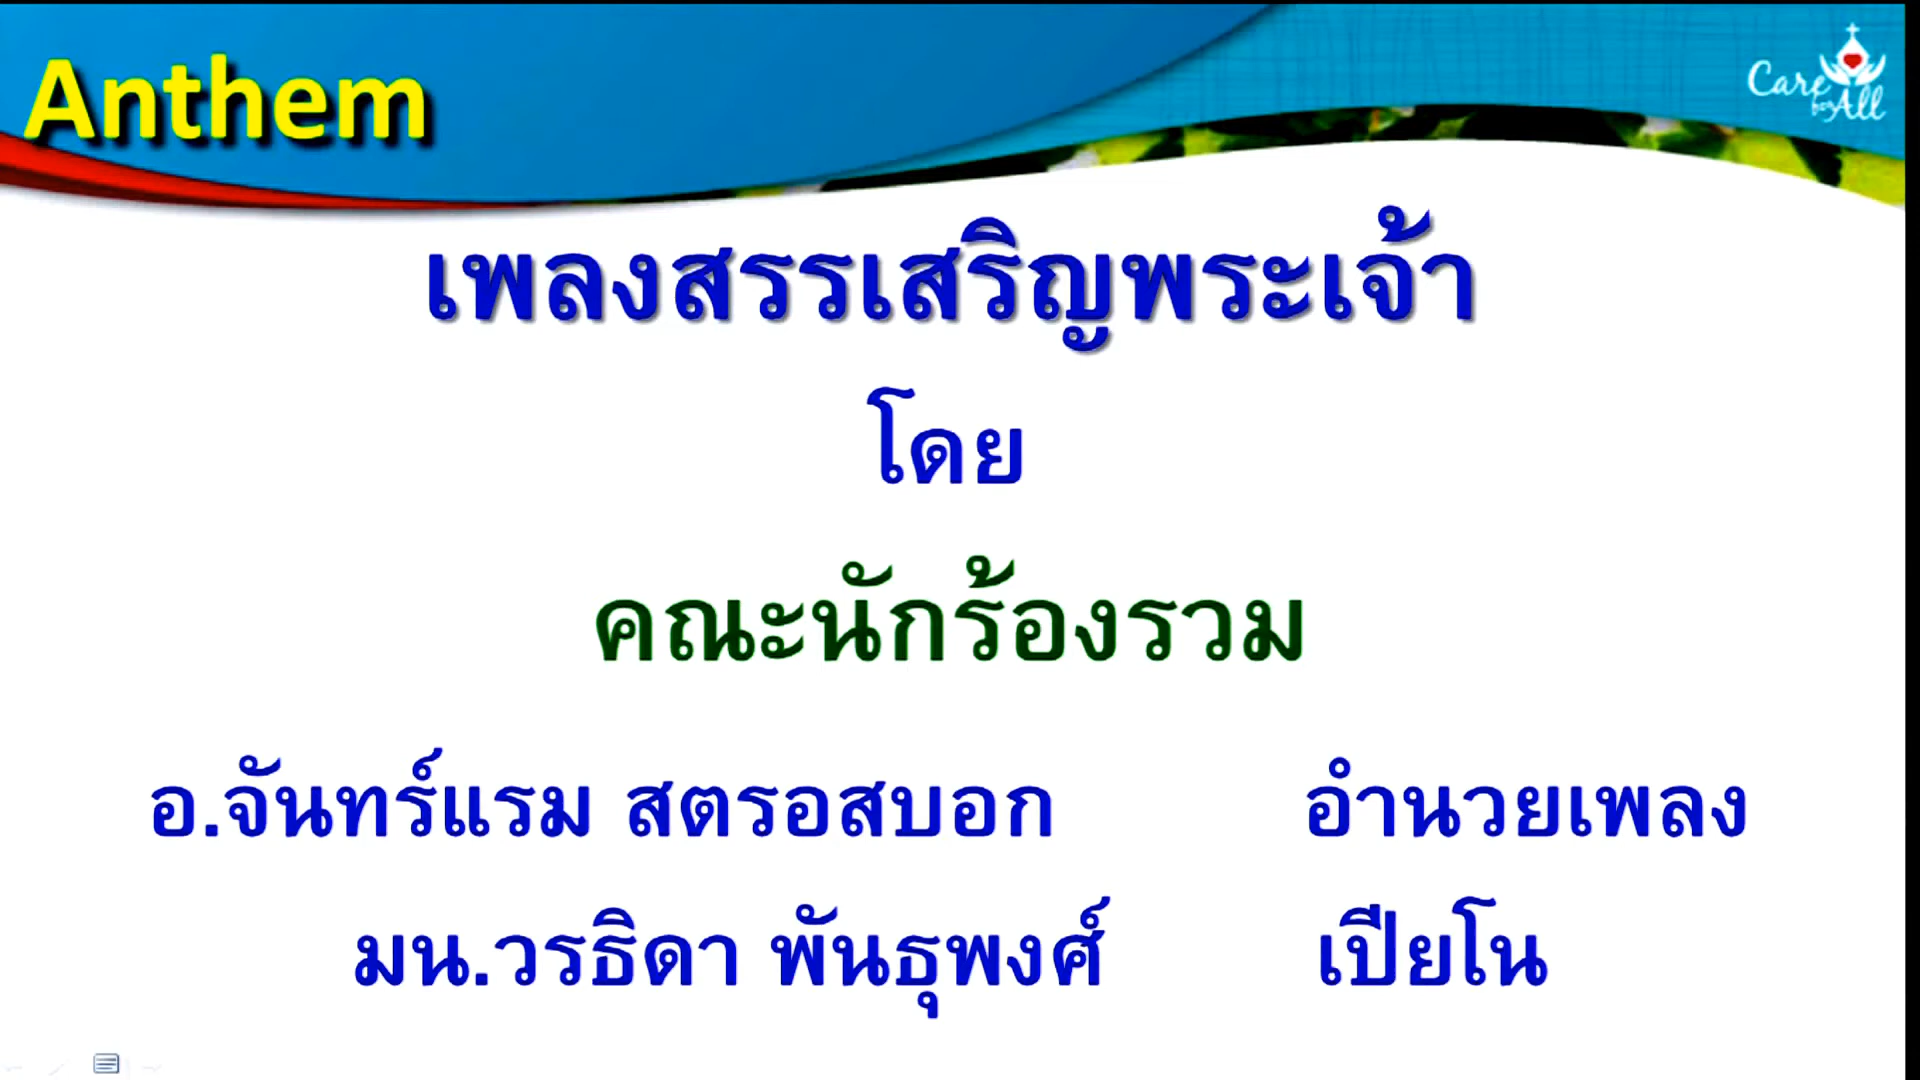 Anthem
Care
for All
เพลงสรรเสริญพระเจ้า
โดย
คณะนักร้องรวม
อ.จันทร์แรม สตรอสบอก อำนวยเพลง
มน.วรธิดา พันธุพงศ์ เปียโน